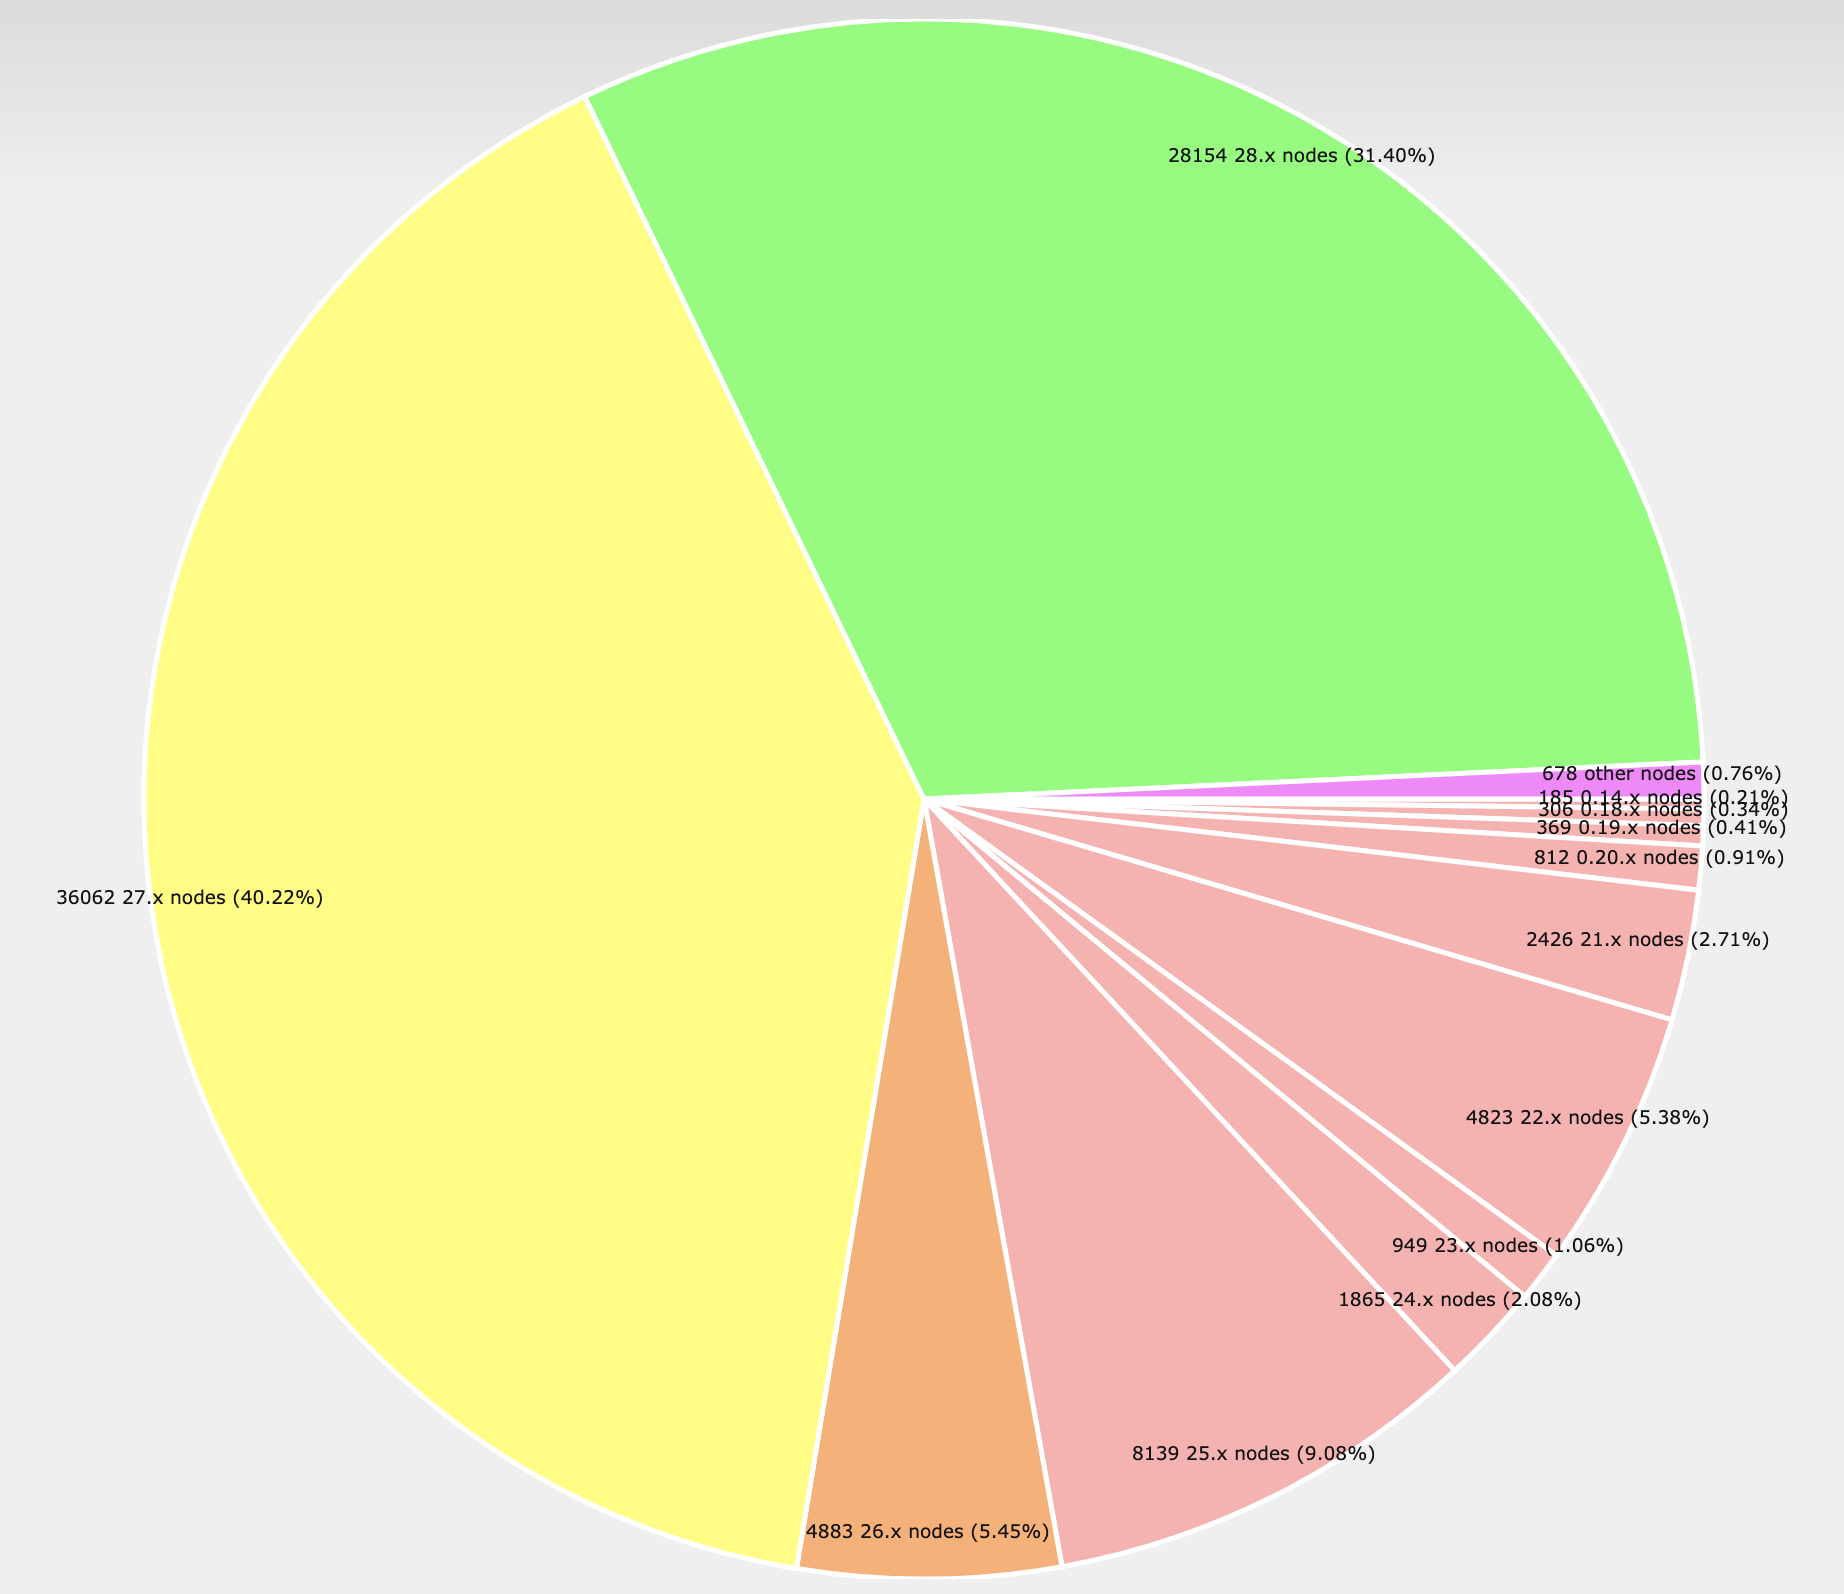 28154 28.x nodes (31.40%)
678 other nodes (0.76%)
185 0.14.x nodes (0.21%)
306 0.18.x nodes (0.34%)
369 0.19.x nodes (0.41%)
812 0.20.x nodes (0.91%)
36062 27.x nodes (40.22%)
2426 21.x nodes (2.71%)
4823 22.x nodes (5.38%)
949 23.x nodes (1.06%)
1865 24.x nodes (2.08%)
8139 25.x nodes (9.08%)
4883 26.x nodes (5.45%)